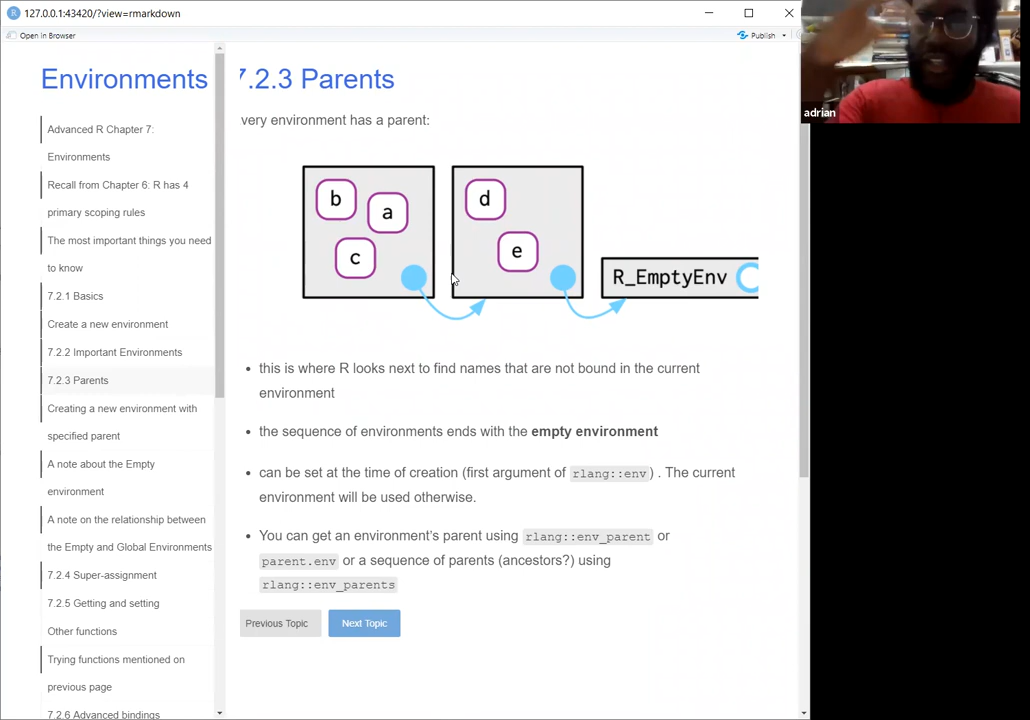 127.0.0.1:43420/?view=rmarkdown
Open in Browser
Publish
adrian
Environments
Advanced R Chapter 7:
Environments
Recall from Chapter 6: R has 4
primary scoping rules
The most important things you need
to know
7.2.1 Basics
Create a new environment
7.2.2 Important Environments
7.2.3 Parents
Creating a new environment with
specified parent
A note about the Empty
environment
A note on the relationship between
the Empty and Global Environments
7.2.4 Super-assignment
7.2.5 Getting and setting
Other functions
Trying functions mentioned on
previous page
7.2.6 Advanced bindings
7.2.3 Parents
very environment has a parent:
b
a
c
d
e
R_EmptyEnv
this is where R looks next to find names that are not bound in the current
environment
the sequence of environments ends with the empty environment
can be set at the time of creation (first argument of rlang::env) . The current
environment will be used otherwise.
You can get an environment's parent using rlang::env_parent or
parent.env or a sequence of parents (ancestors?) using
rlang::env_parents
Previous Topic
Next Topic